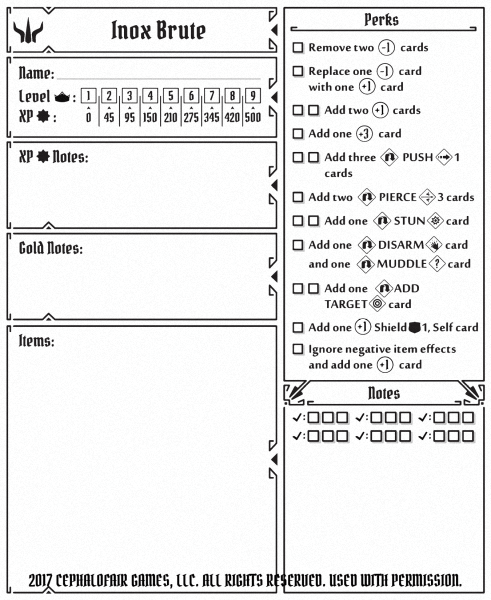 Inox Brute
Name:
Level : 1 2 3 4 5 6 7 8 9
XP : 0 45 95 150 210 275 345 420 500
XP Notes:
Gold Notes:
Items:
Perks
Remove two -1 cards
Replace one -1 card
with one +1 card
Add two +1 cards
Add one +3 card
Add three PUSH 1
cards
Add two PIERCE 3 cards
Add one STUN card
Add one DISARM card
and one MUDDLE ? card
Add one ADD
TARGET card
Add one +1 Shield 1, Self card
Ignore negative item effects
and add one +1 card
Notes
✓: ✓: ✓:
✓: ✓: ✓:
2017 CEPHALOFAIR GAMES, LLC. ALL RIGHTS RESERVED. USED WITH PERMISSION.